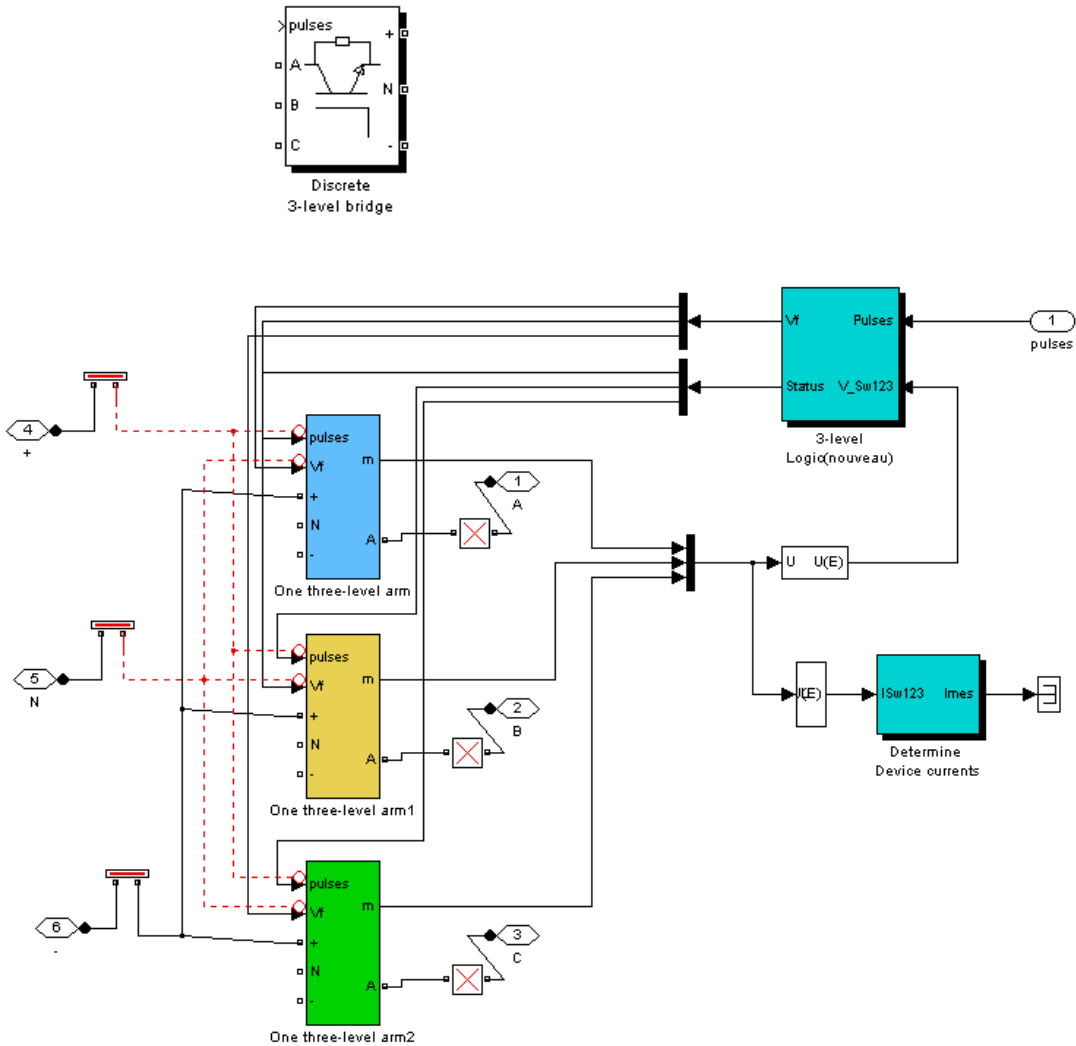 pulses
+
A
N
B
C
-
Discrete
3-level bridge
Vf
Pulses
1
pulses
Status
V_Sw123
3-level
Logic(nouveau)
4
+
pulses
m
Vf
+
N
A
-
One three-level arm
1
A
U
U(E)
5
N
pulses
m
Vf
+
N
A
-
One three-level arm1
2
B
U(E)
ISw123
Imes
Determine
Device currents
6
-
pulses
m
Vf
+
N
A
-
One three-level arm2
3
C